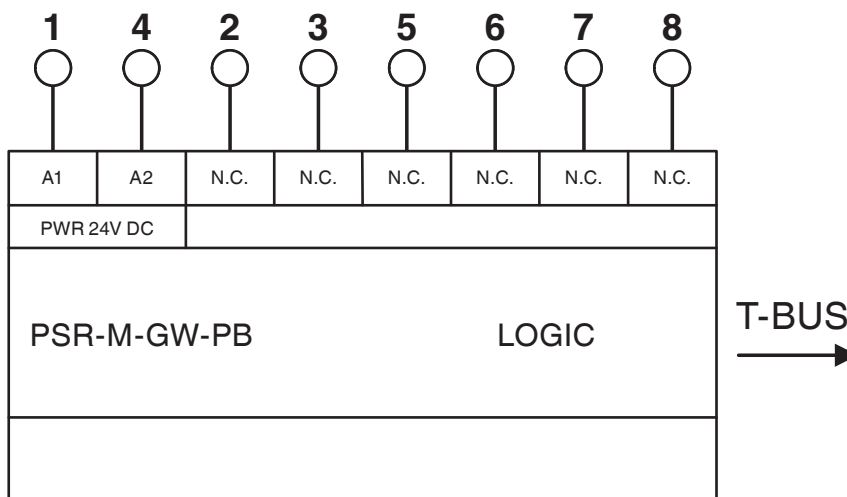 1 4 2 3 5 6 7 8
A1 A2 N.C. N.C. N.C. N.C. N.C. N.C.
PWR 24V DC
PSR-M-GW-PB LOGIC
T-BUS